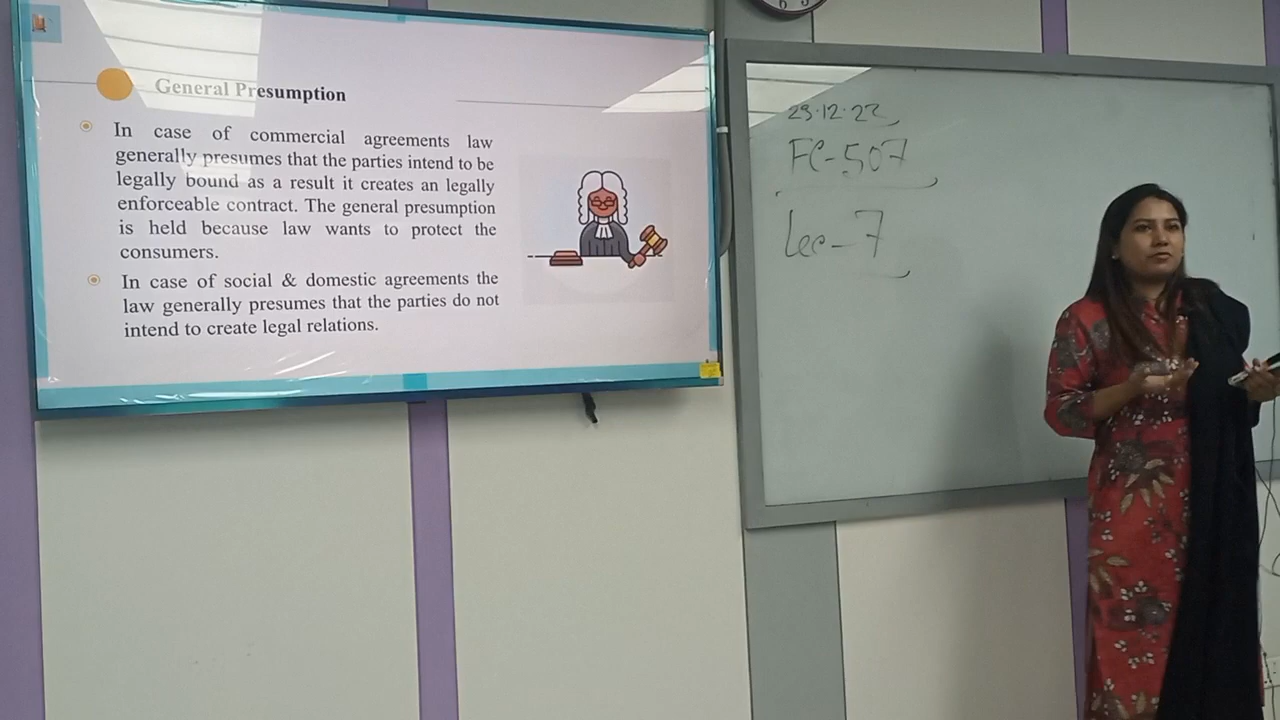 General Presumption
In case of commercial agreements law
generally presumes that the parties intend to be
legally bound as a result it creates an legally
enforceable contract. The general presumption
is held because law wants to protect the
consumers.
In case of social & domestic agreements the
law generally presumes that the parties do not
intend to create legal relations.
29.12.22
FC-507
Lec-7